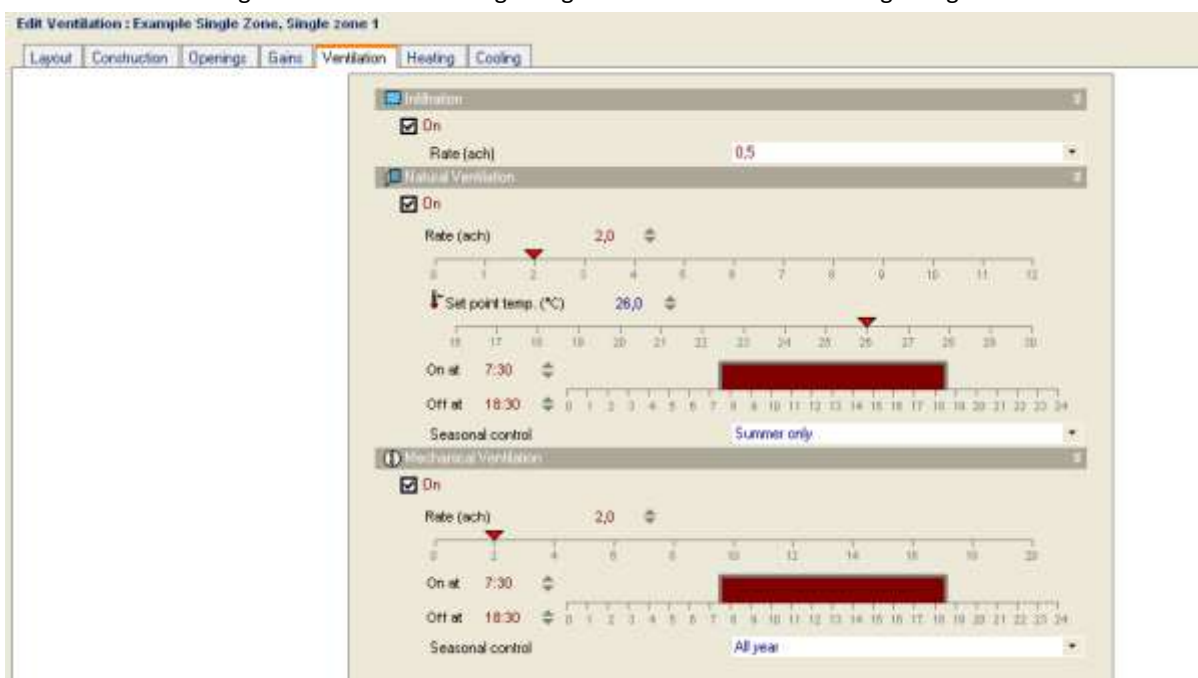 Edit Ventilation : Example Single Zone, Single zone 1
Layout Construction Openings Gains Ventilation Heating Cooling
Infiltration
On
Rate (ach) 0,5
Natural Ventilation
On
Rate (ach) 2,0
0 1 2 3 4 5 6 7 8 9 10 11 12
Set point temp. (°C) 26,0
16 17 18 19 20 21 22 23 24 25 26 27 28 29 30
On at 7:30
Off at 18:30 0 1 2 3 4 5 6 7 8 9 10 11 12 13 14 15 16 17 18 19 20 21 22 23 24
Seasonal control Summer only
Mechanical Ventilation
On
Rate (ach) 2,0
0 2 4 6 8 10 12 14 16 18 20
On at 7:30
Off at 18:30 0 1 2 3 4 5 6 7 8 9 10 11 12 13 14 15 16 17 18 19 20 21 22 23 24
Seasonal control All year